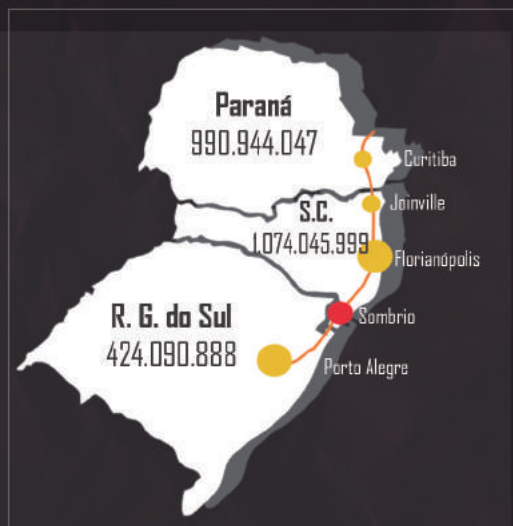 Paraná
990.944.047
Curitiba
Joinville
S.C.
1.074.045.999
Florianópolis
Sombrio
R. G. do Sul
424.090.888
Porto Alegre